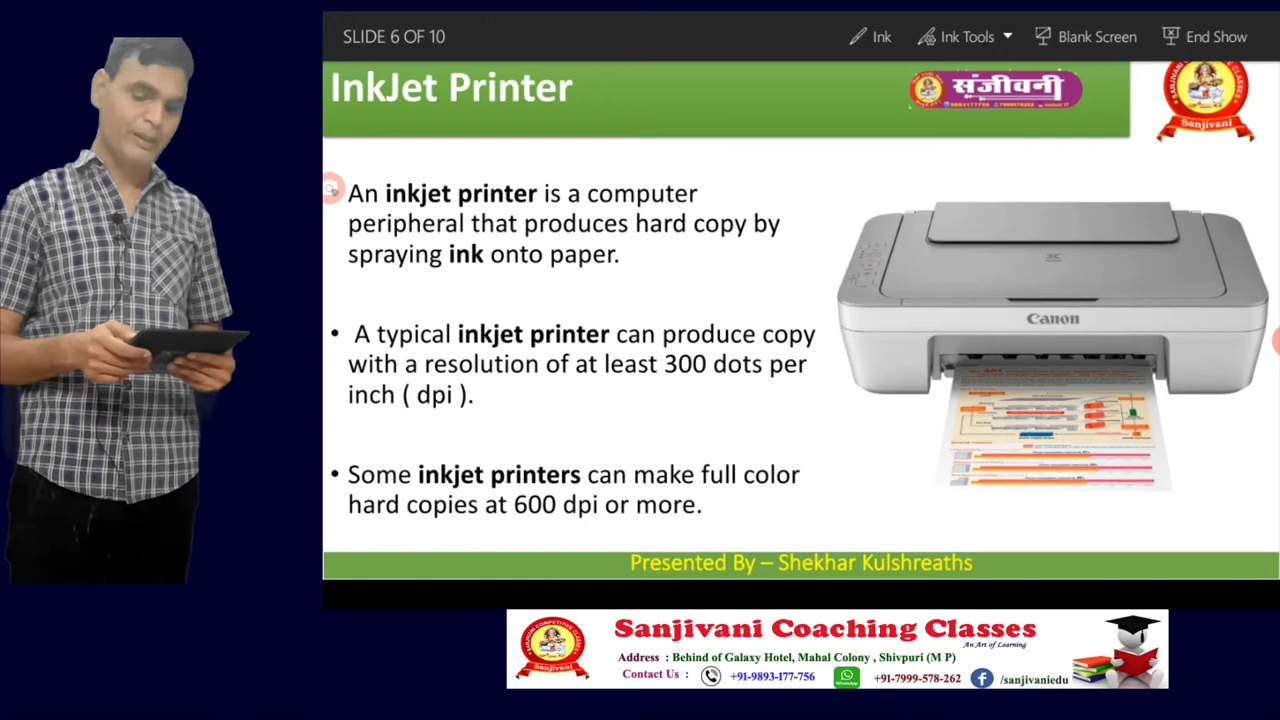 SLIDE 6 OF 10
Ink
Ink Tools
Blank Screen
End Show
InkJet Printer
संजीवनी
Sanjivani
An inkjet printer is a computer
peripheral that produces hard copy by
spraying ink onto paper.
• A typical inkjet printer can produce copy
with a resolution of at least 300 dots per
inch ( dpi ).
• Some inkjet printers can make full color
hard copies at 600 dpi or more.
Canon
Presented By – Shekhar Kulshreaths
Sanjivani
Sanjivani Coaching Classes
An Art of Learning
Address : Behind of Galaxy Hotel, Mahal Colony , Shivpuri (M P)
Contact Us : +91-9893-177-756 +91-7999-578-262 /sanjivaniedu